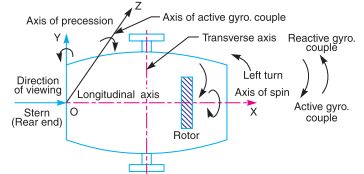 Z
Axis of precession
Axis of active gyro. couple
Y
Transverse axis
Reactive gyro.
couple
Left turn
Direction
of viewing
Longitudinal axis
Axis of spin
O
X
Stern
(Rear end)
Rotor
Active gyro.
couple